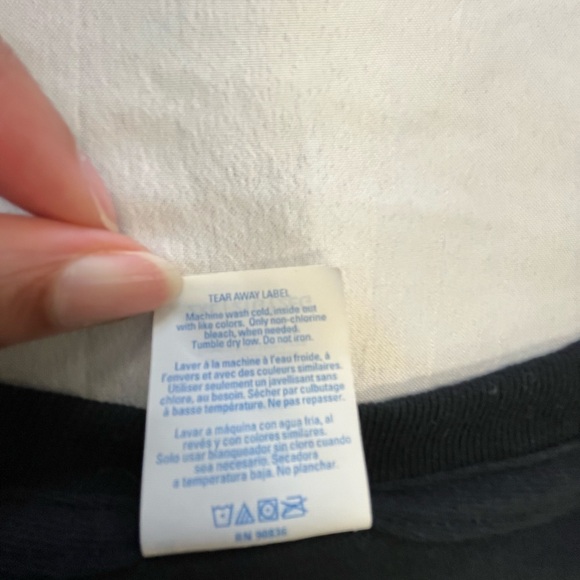 TEAR AWAY LABEL
Machine wash cold, inside out
with like colors. Only non-chlorine
bleach, when needed.
Tumble dry low. Do not iron.
Laver à la machine à l'eau froide, à
l'envers et avec des couleurs similaires.
Utiliser seulement un javellisant sans
chlore, au besoin. Sécher par culbutage
à basse température. Ne pas repasser.
Lavar a máquina con agua fría, al
revés y con colores similares.
Solo usar blanqueador sin cloro cuando
sea necesario. Secadora
a temperatura baja. No planchar.
RN 90836